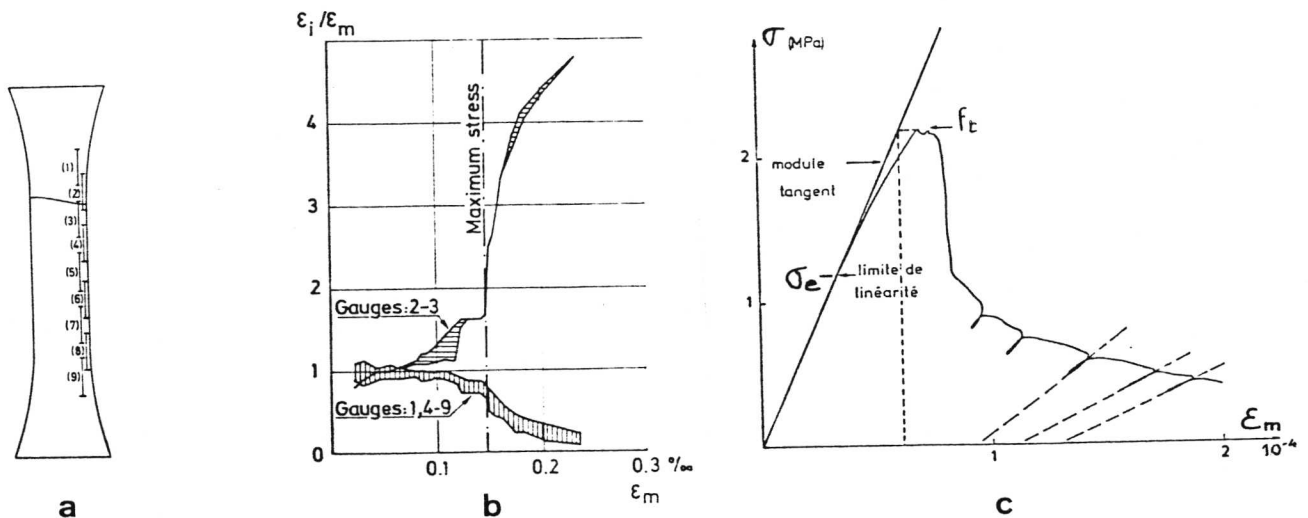 (1)
(2)
(3)
(4)
(5)
(6)
(7)
(8)
(9)
a
εi/εm
4
3
2
1
0
Maximum stress
Gauges:2-3
Gauges:1,4-9
0.1
0.2
0.3 ‰
εm
b
σ (MPa)
ft
2
module
tangent
σe
limite de
linéarité
1
1
2
εm
10⁻⁴
c